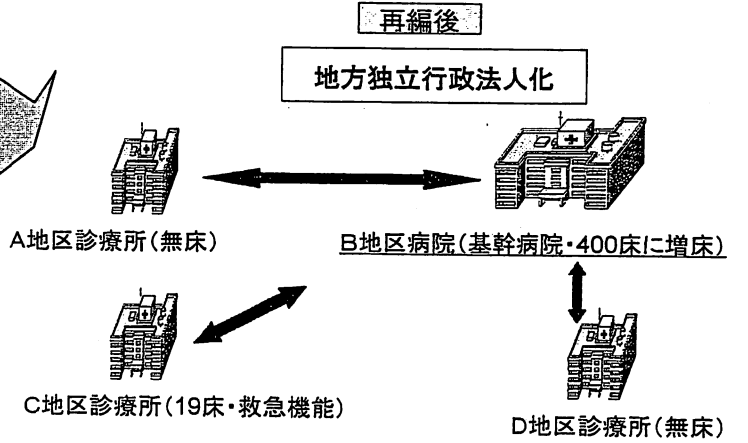 再編後
地方独立行政法人化
A地区診療所(無床)
B地区病院(基幹病院・400床に増床)
C地区診療所(19床・救急機能)
D地区診療所(無床)